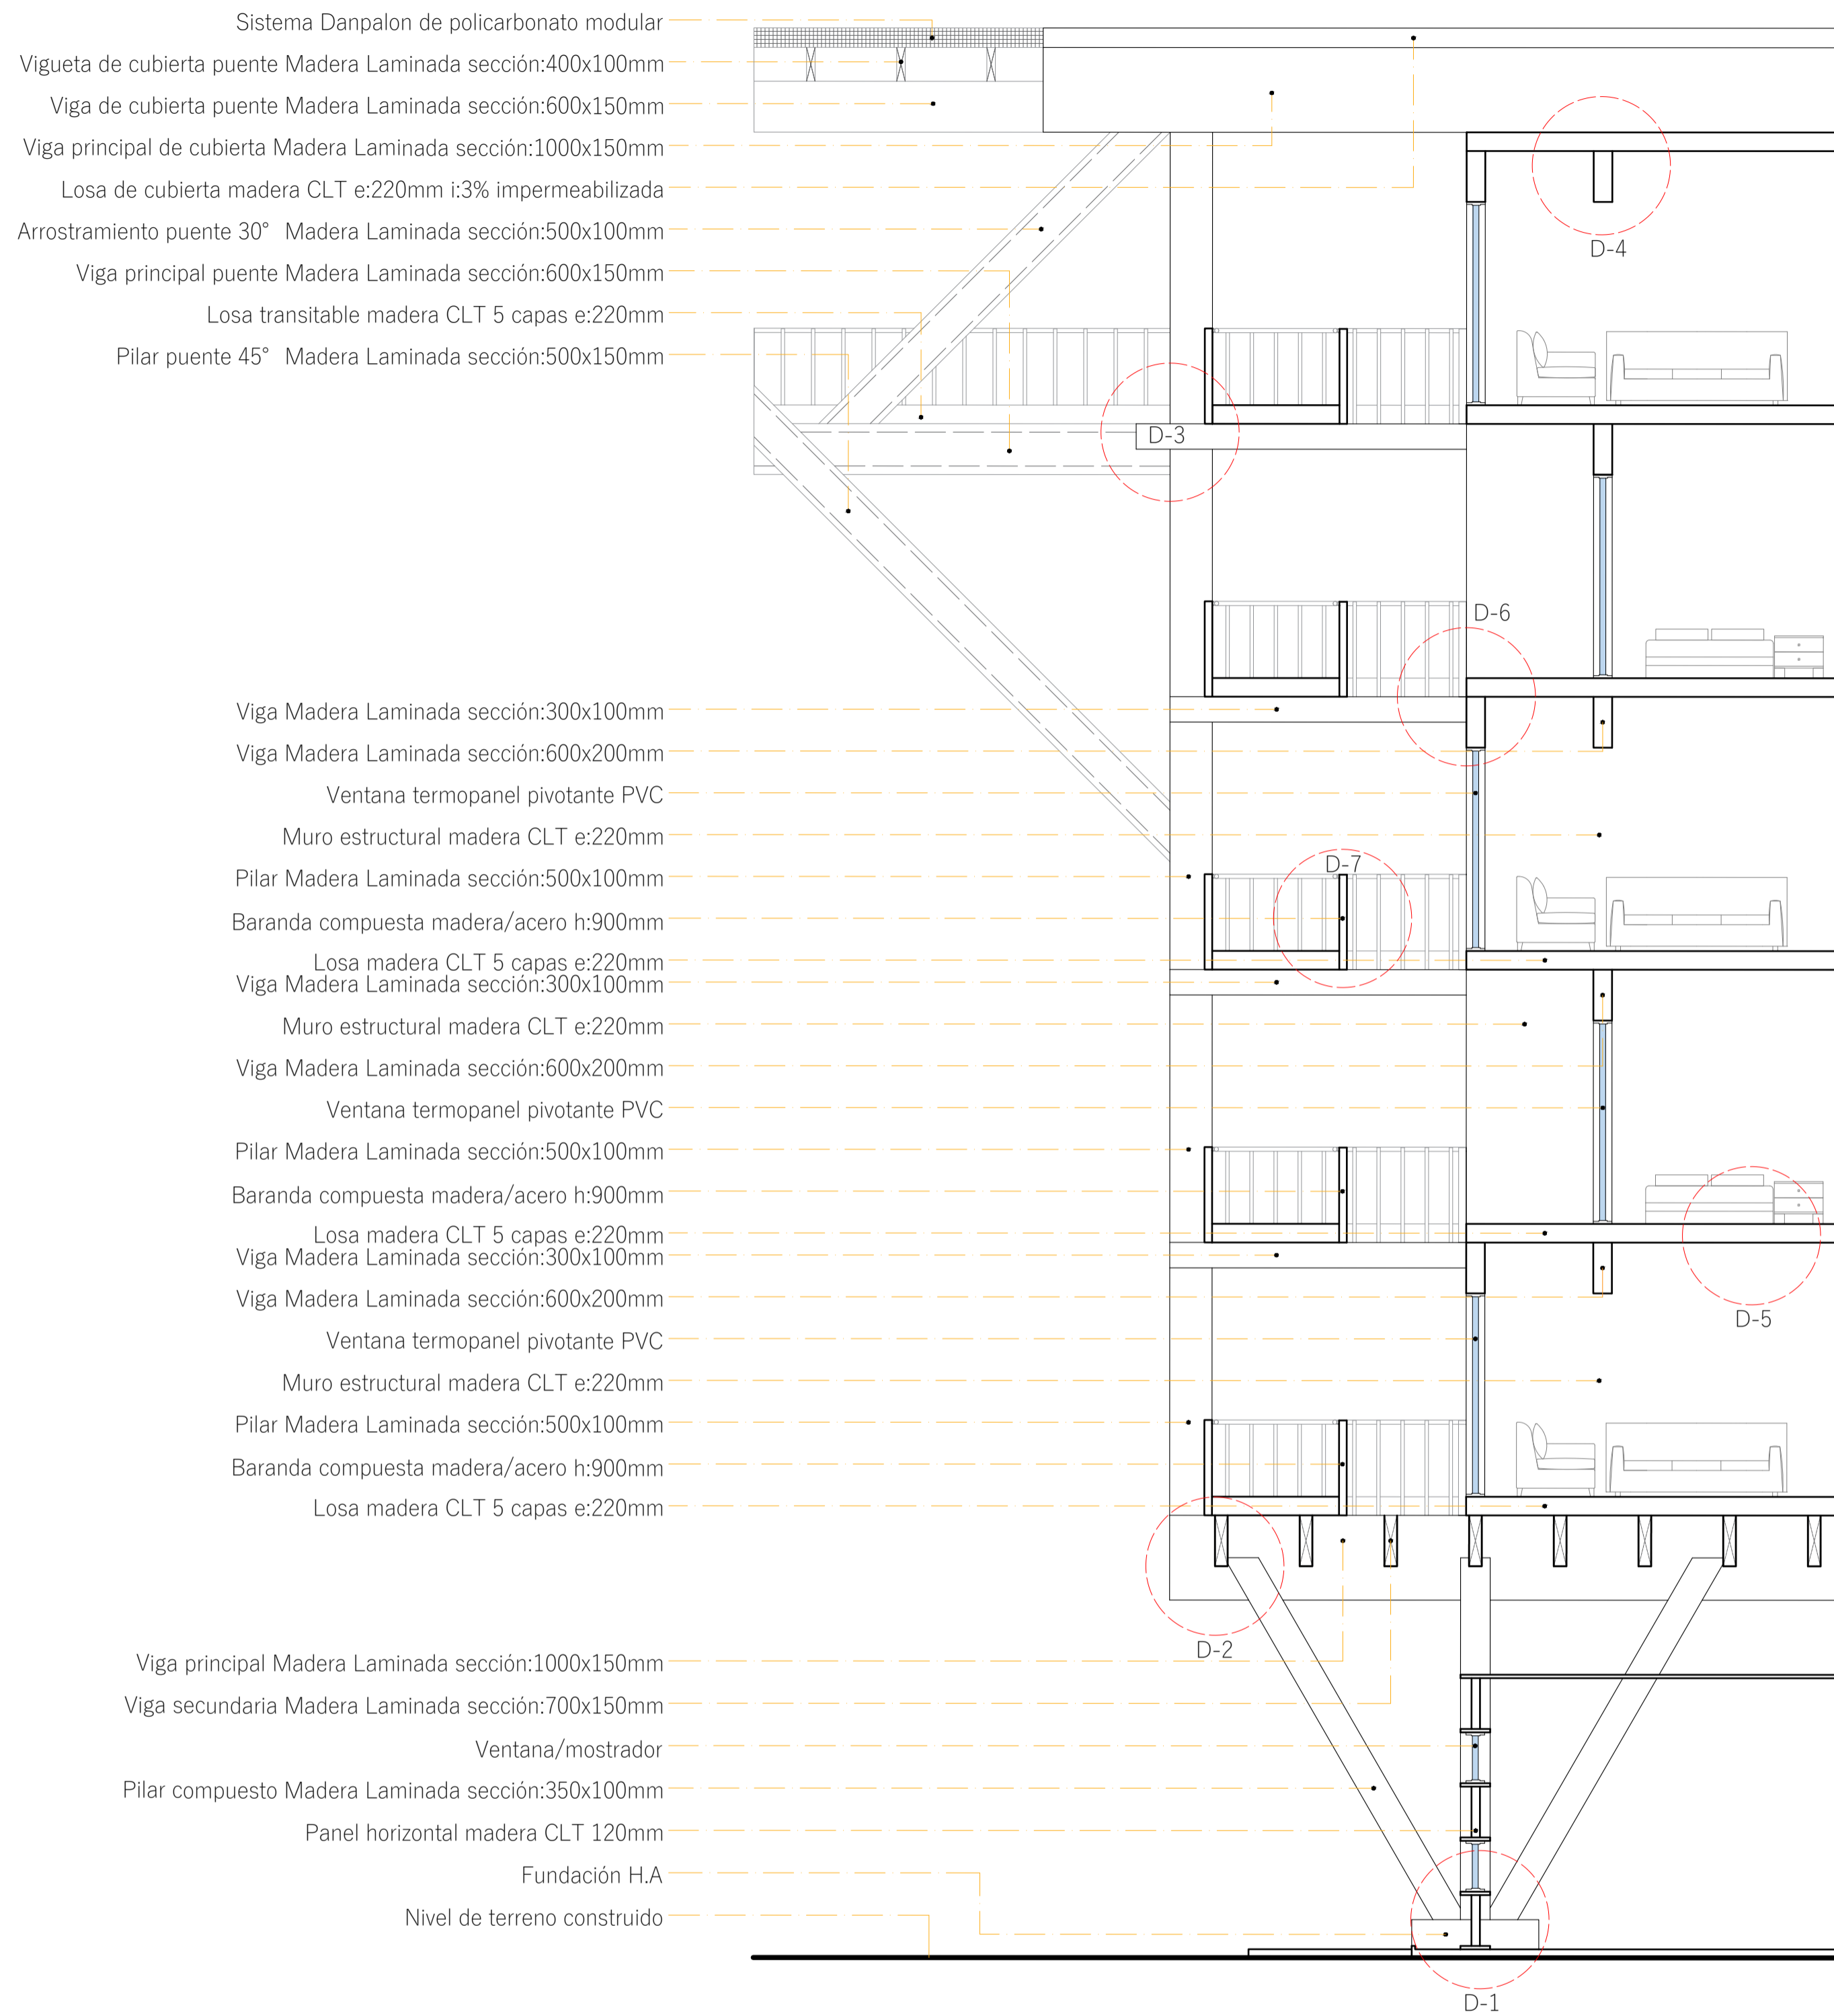 Sistema Danpalon de policarbonato modular
Vigueta de cubierta puente Madera Laminada sección:400x100mm
Viga de cubierta puente Madera Laminada sección:600x150mm
Viga principal de cubierta Madera Laminada sección:1000x150mm
Losa de cubierta madera CLT e:220mm i:3% impermeabilizada
Arrostramiento puente 30° Madera Laminada sección:500x100mm
Viga principal puente Madera Laminada sección:600x150mm
Losa transitable madera CLT 5 capas e:220mm
Pilar puente 45° Madera Laminada sección:500x150mm
D-4
D-3
D-6
Viga Madera Laminada sección:300x100mm
Viga Madera Laminada sección:600x200mm
Ventana termopanel pivotante PVC
Muro estructural madera CLT e:220mm
D-7
Pilar Madera Laminada sección:500x100mm
Baranda compuesta madera/acero h:900mm
Losa madera CLT 5 capas e:220mm
Viga Madera Laminada sección:300x100mm
Muro estructural madera CLT e:220mm
Viga Madera Laminada sección:600x200mm
Ventana termopanel pivotante PVC
Pilar Madera Laminada sección:500x100mm
Baranda compuesta madera/acero h:900mm
Losa madera CLT 5 capas e:220mm
Viga Madera Laminada sección:300x100mm
Viga Madera Laminada sección:600x200mm
D-5
Ventana termopanel pivotante PVC
Muro estructural madera CLT e:220mm
Pilar Madera Laminada sección:500x100mm
Baranda compuesta madera/acero h:900mm
Losa madera CLT 5 capas e:220mm
D-2
Viga principal Madera Laminada sección:1000x150mm
Viga secundaria Madera Laminada sección:700x150mm
Ventana/mostrador
Pilar compuesto Madera Laminada sección:350x100mm
Panel horizontal madera CLT 120mm
Fundación H.A
Nivel de terreno construido
D-1